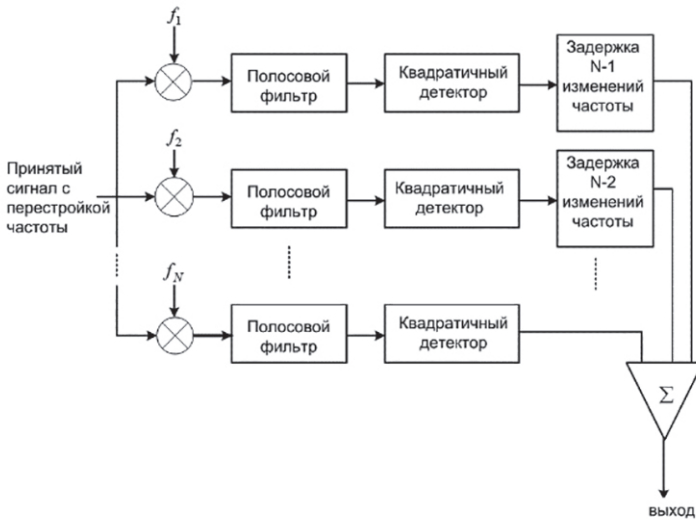 f1
Полосовой
фильтр
Квадратичный
детектор
Задержка
N-1
изменений
частоты
Принятый
сигнал с
перестройкой
частоты
f2
Полосовой
фильтр
Квадратичный
детектор
Задержка
N-2
изменений
частоты
fN
Полосовой
фильтр
Квадратичный
детектор
Σ
выход